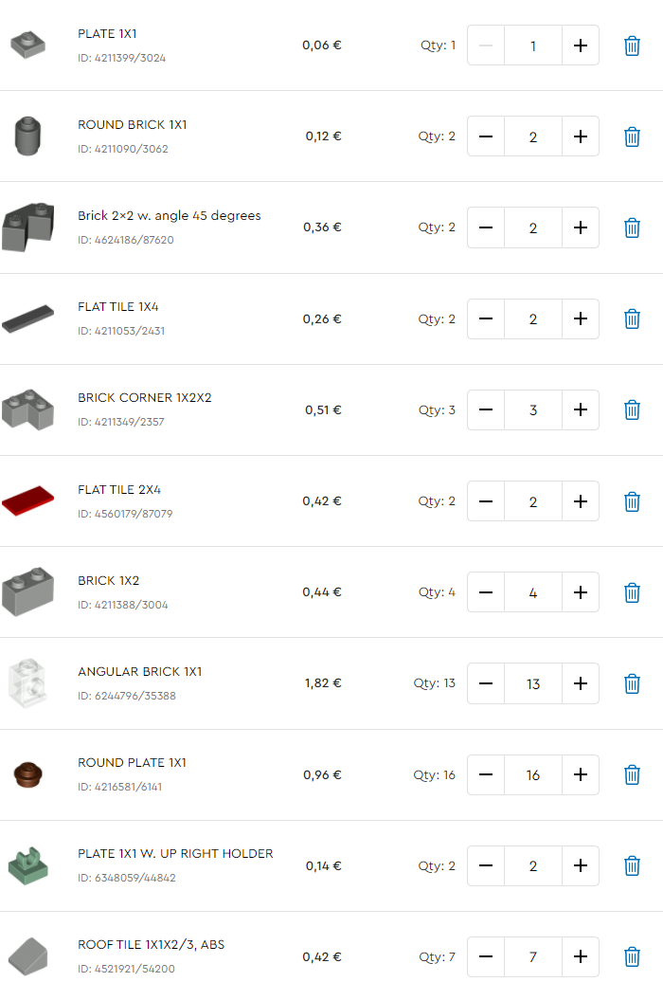 PLATE 1X1
ID: 4211399/3024
0,06 €
Qty: 1
1
ROUND BRICK 1X1
ID: 4211090/3062
0,12 €
Qty: 2
2
Brick 2×2 w. angle 45 degrees
ID: 4624186/87620
0,36 €
Qty: 2
2
FLAT TILE 1X4
ID: 4211053/2431
0,26 €
Qty: 2
2
BRICK CORNER 1X2X2
ID: 4211349/2357
0,51 €
Qty: 3
3
FLAT TILE 2X4
ID: 4560179/87079
0,42 €
Qty: 2
2
BRICK 1X2
ID: 4211388/3004
0,44 €
Qty: 4
4
ANGULAR BRICK 1X1
ID: 6244796/35388
1,82 €
Qty: 13
13
ROUND PLATE 1X1
ID: 4216581/6141
0,96 €
Qty: 16
16
PLATE 1X1 W. UP RIGHT HOLDER
ID: 6348059/44842
0,14 €
Qty: 2
2
ROOF TILE 1X1X2/3, ABS
ID: 4521921/54200
0,42 €
Qty: 7
7